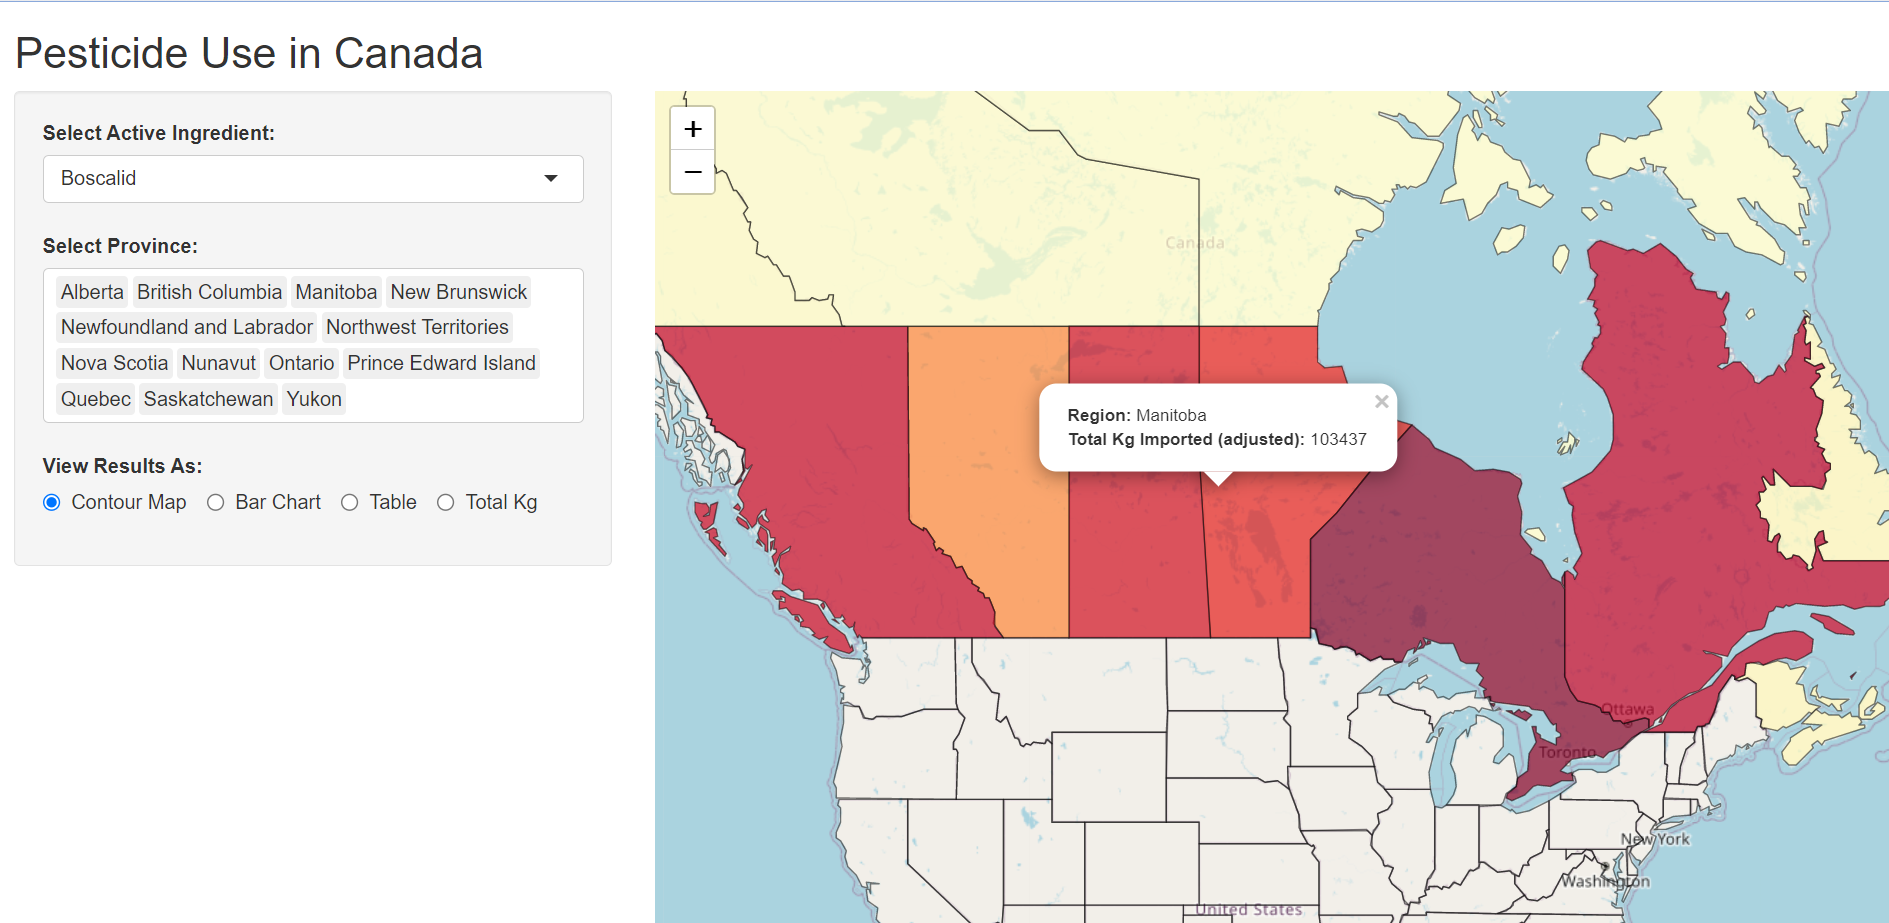 Pesticide Use in Canada
Select Active Ingredient:
Boscalid
Select Province:
Alberta British Columbia Manitoba New Brunswick
Newfoundland and Labrador Northwest Territories
Nova Scotia Nunavut Ontario Prince Edward Island
Quebec Saskatchewan Yukon
View Results As:
Contour Map Bar Chart Table Total Kg
+
−
Canada
Region: Manitoba
Total Kg Imported (adjusted): 103437
×
Ottawa
Toronto
New York
Washington
United States